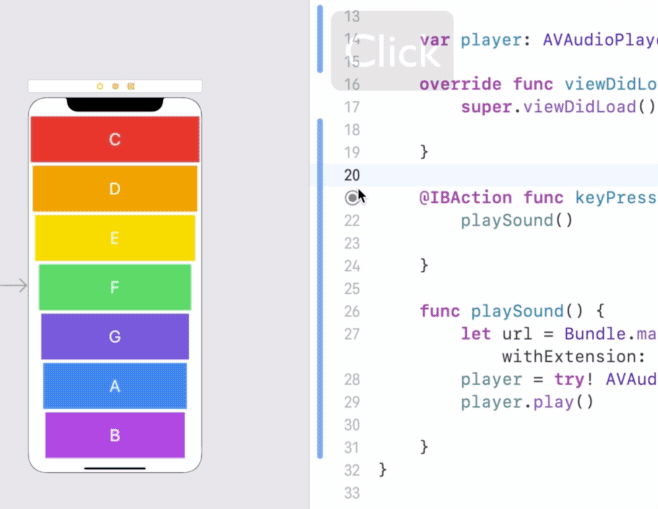 C
D
E
F
G
A
B
Click
13
14 var player: AVAudioPlaye
15
16 override func viewDidLo
17 super.viewDidLoad()
18
19 }
20
@IBAction func keyPress
22 playSound()
23
24 }
25
26 func playSound() {
27 let url = Bundle.ma
withExtension:
28 player = try! AVAud
29 player.play()
30
31 }
32 }
33